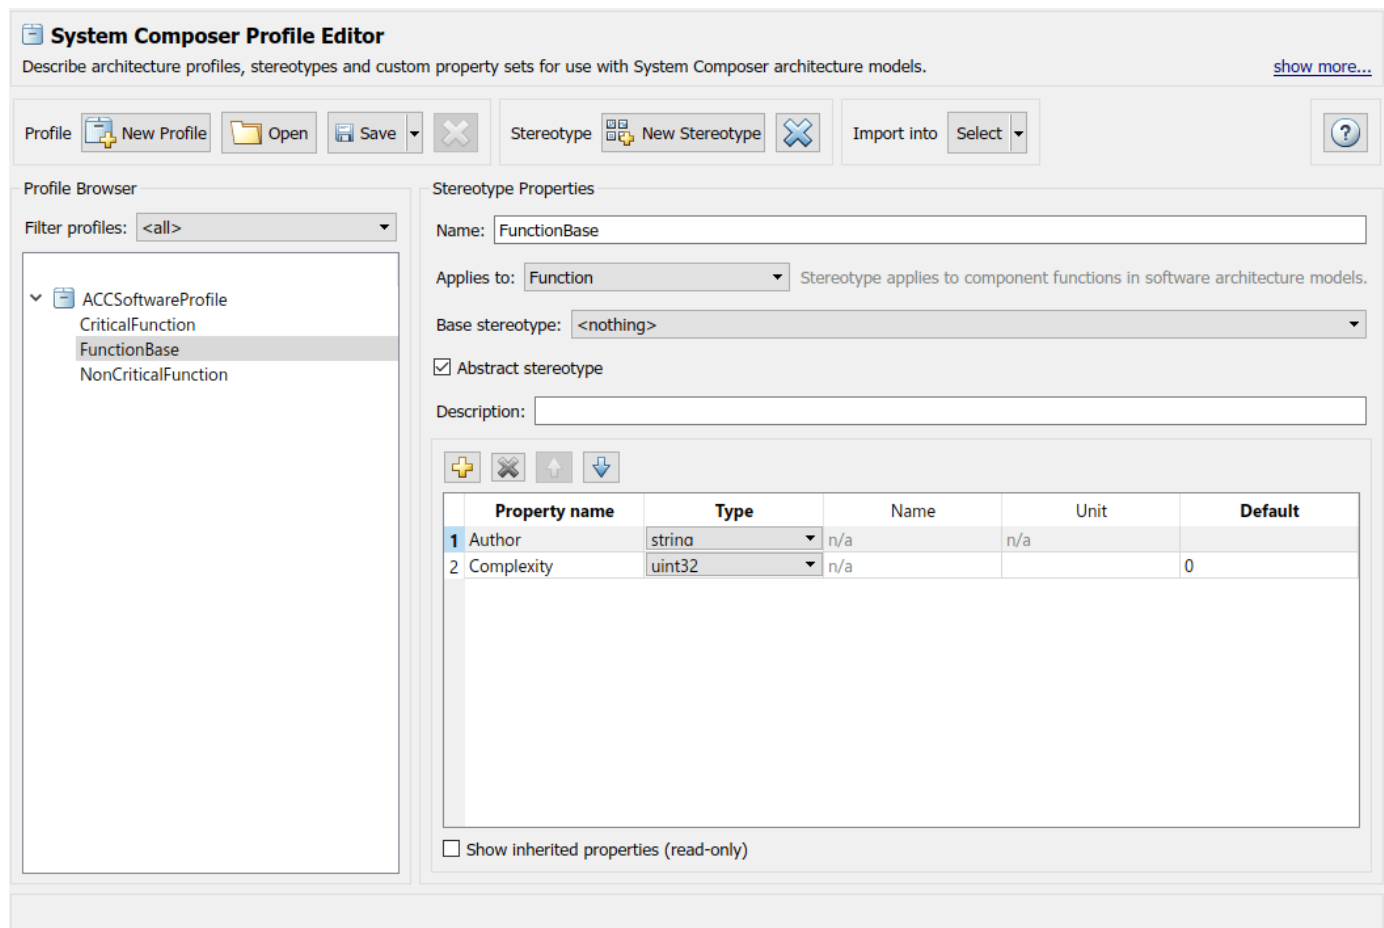 System Composer Profile Editor
Describe architecture profiles, stereotypes and custom property sets for use with System Composer architecture models. show more...
Profile New Profile Open Save Stereotype New Stereotype Import into Select ?
Profile Browser
Filter profiles: <all>
ACCSoftwareProfile
CriticalFunction
FunctionBase
NonCriticalFunction
Stereotype Properties
Name: FunctionBase
Applies to: Function Stereotype applies to component functions in software architecture models.
Base stereotype: <nothing>
Abstract stereotype
Description:
Property name Type Name Unit Default
1 Author string n/a n/a
2 Complexity uint32 n/a 0
Show inherited properties (read-only)